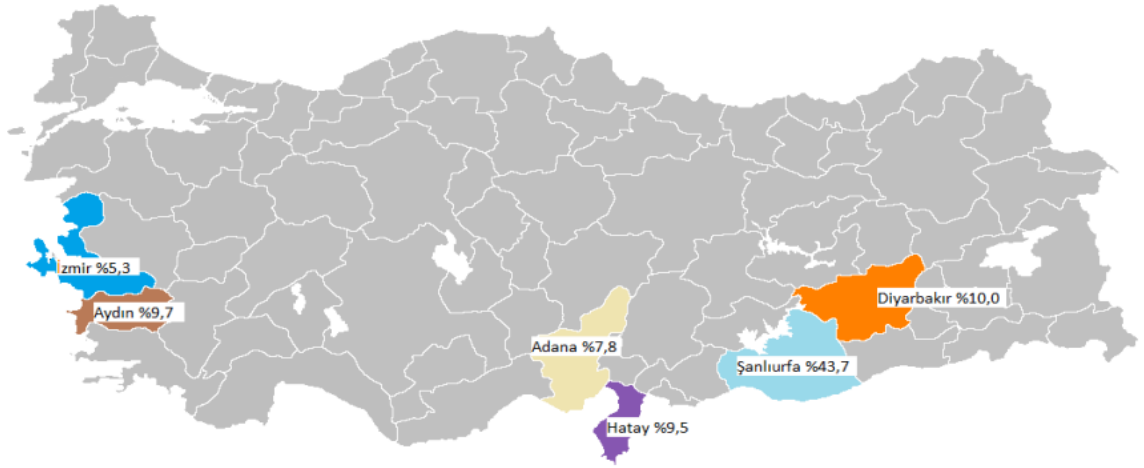 İzmir %5,3
Aydın %9,7
Adana %7,8
Hatay %9,5
Şanlıurfa %43,7
Diyarbakır %10,0